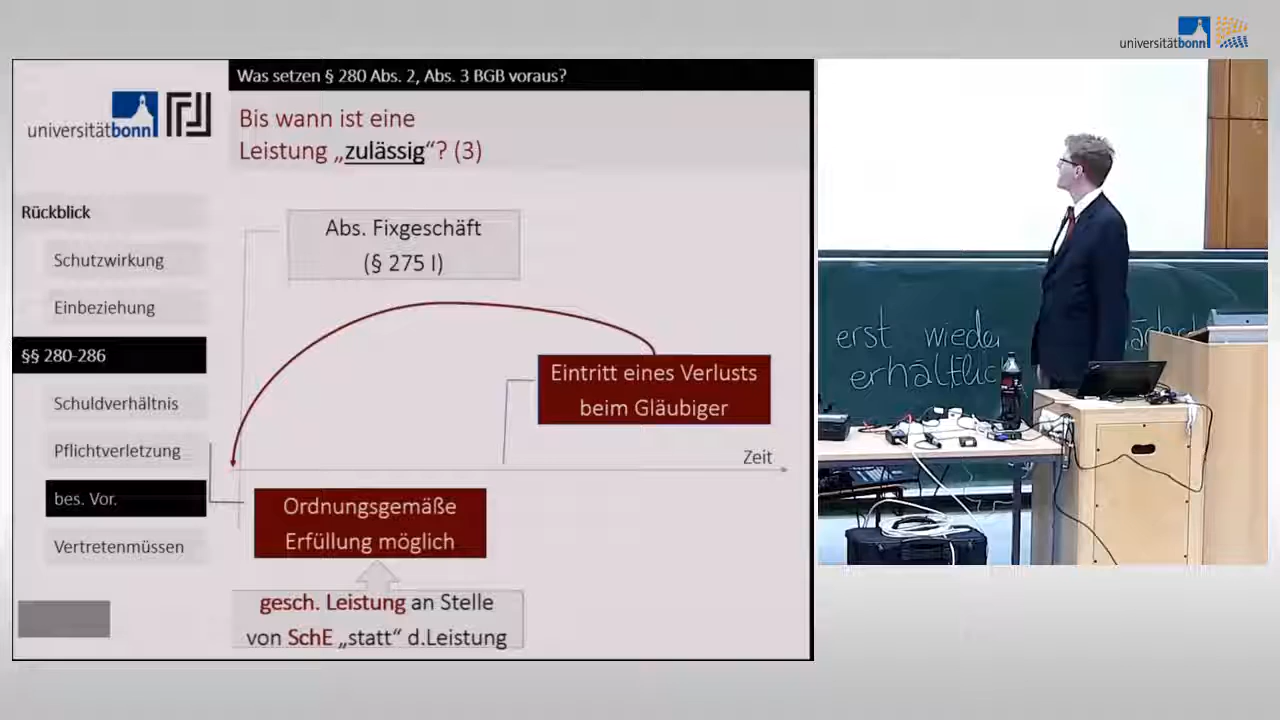 universitätbonn
Was setzen § 280 Abs. 2, Abs. 3 BGB voraus?
universitätbonn
Bis wann ist eine
Leistung „zulässig“? (3)
Rückblick
Schutzwirkung
Einbeziehung
§§ 280-286
Schuldverhältnis
Pflichtverletzung
bes. Vor.
Vertretenmüssen
Abs. Fixgeschäft
(§ 275 I)
Eintritt eines Verlusts
beim Gläubiger
Zeit
Ordnungsgemäße
Erfüllung möglich
gesch. Leistung an Stelle
von SchE „statt“ d.Leistung
erst wieder
erhältlich